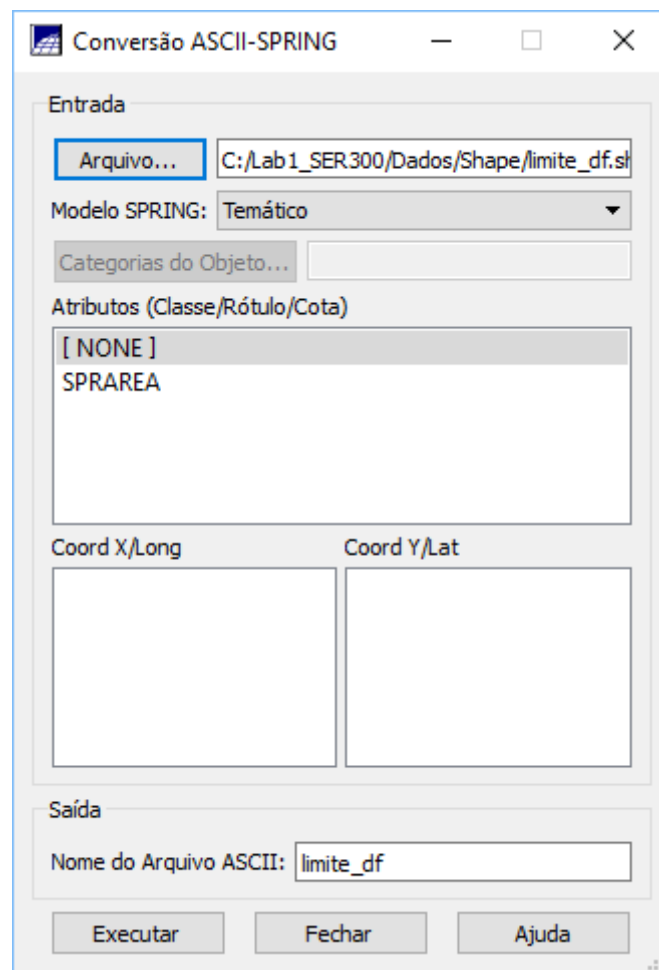 Conversão ASCII-SPRING
Entrada
Arquivo... C:/Lab1_SER300/Dados/Shape/limite_df.sh
Modelo SPRING: Temático
Categorias do Objeto...
Atributos (Classe/Rótulo/Cota)
[ NONE ]
SPRAREA
Coord X/Long Coord Y/Lat
Saída
Nome do Arquivo ASCII: limite_df
Executar Fechar Ajuda